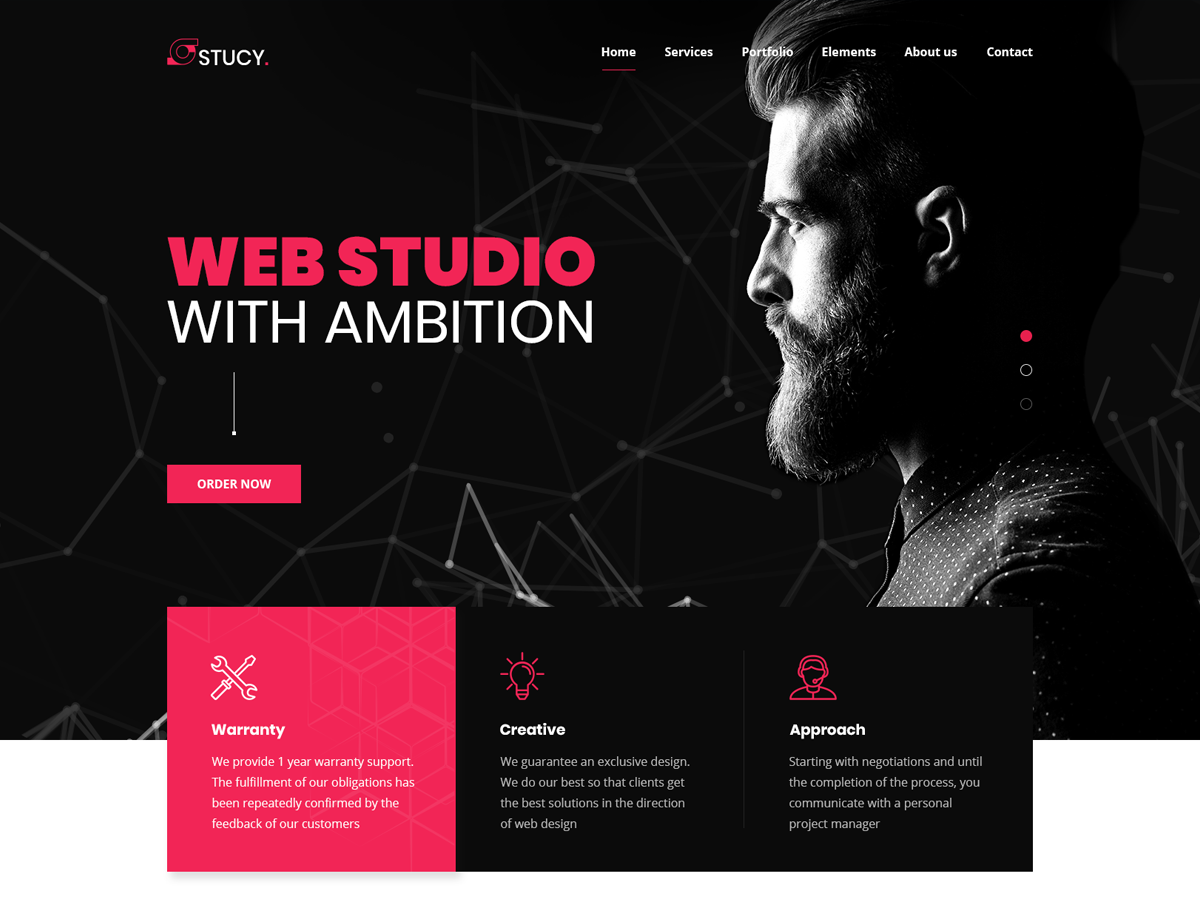 STUCY.
Home Services Portfolio Elements About us Contact
WEB STUDIO
WITH AMBITION
ORDER NOW
Warranty
We provide 1 year warranty support.
The fulfillment of our obligations has
been repeatedly confirmed by the
feedback of our customers
Creative
We guarantee an exclusive design.
We do our best so that clients get
the best solutions in the direction
of web design
Approach
Starting with negotiations and until
the completion of the process, you
communicate with a personal
project manager